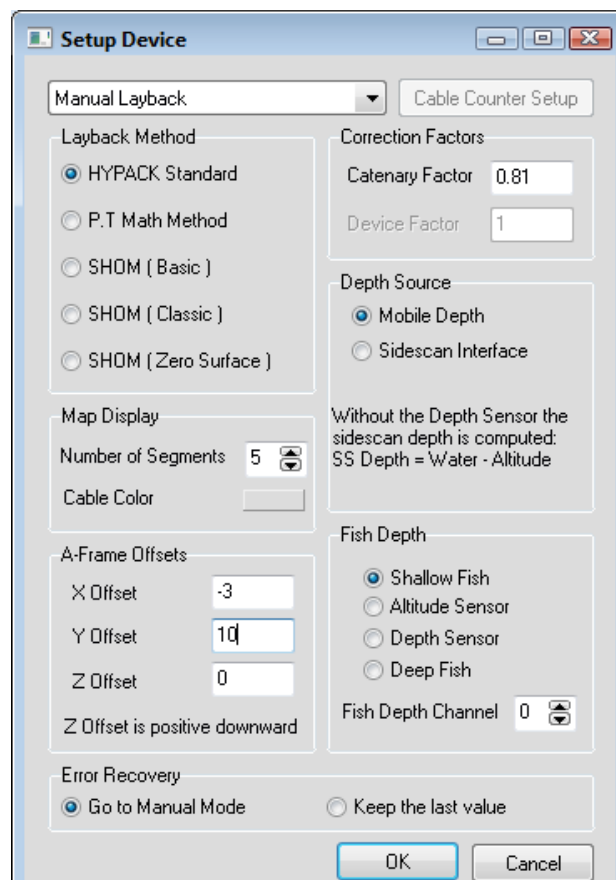 Setup Device
Manual Layback
Cable Counter Setup
Layback Method
HYPACK Standard
P.T Math Method
SHOM ( Basic )
SHOM ( Classic )
SHOM ( Zero Surface )
Correction Factors
Catenary Factor 0.81
Device Factor 1
Depth Source
Mobile Depth
Sidescan Interface
Without the Depth Sensor the
sidescan depth is computed:
SS Depth = Water - Altitude
Map Display
Number of Segments 5
Cable Color
A-Frame Offsets
X Offset -3
Y Offset 10
Z Offset 0
Z Offset is positive downward
Fish Depth
Shallow Fish
Altitude Sensor
Depth Sensor
Deep Fish
Fish Depth Channel 0
Error Recovery
Go to Manual Mode
Keep the last value
OK
Cancel